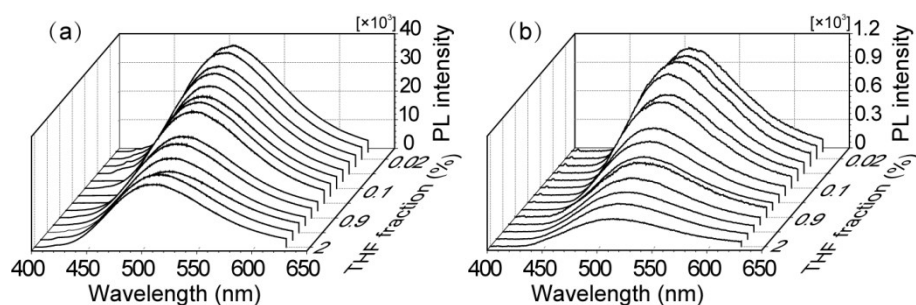 (a)
[×10³]
40
30
20
10
0
PL intensity
0.02
0.1
0.9
2
THF fraction (%)
400 450 500 550 600 650
Wavelength (nm)
(b)
[×10³]
1.2
0.9
0.6
0.3
0
PL intensity
0.02
0.1
0.9
2
THF fraction (%)
400 450 500 550 600 650
Wavelength (nm)